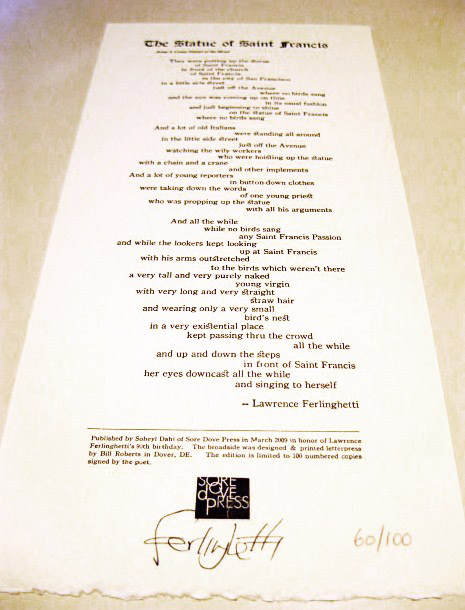 The Statue of Saint Francis
from A Coney Island of the Mind
They were putting up the statue
of Saint Francis
in front of the church
of Saint Francis
in the city of San Francisco
in a little side street
just off the Avenue
where no birds sang
and the sun was coming up on time
in its usual fashion
and just beginning to shine
on the statue of Saint Francis
where no birds sang
And a lot of old Italians
were standing all around
in the little side street
just off the Avenue
watching the wily workers
who were hoisting up the statue
with a chain and a crane
and other implements
And a lot of young reporters
in button down clothes
were taking down the words
of one young priest
who was propping up the statue
with all his arguments
And all the while
while no birds sang
any Saint Francis Passion
and while the lookers kept looking
up at Saint Francis
with his arms outstretched
to the birds which weren't there
a very tall and very purely naked
young virgin
with very long and very straight
straw hair
and wearing only a very small
bird's nest
in a very existential place
kept passing thru the crowd
all the while
and up and down the steps
in front of Saint Francis
her eyes downcast all the while
and singing to herself
-- Lawrence Ferlinghetti
Published by Soheyl Dahi of Sore Dove Press in March 2009 in honor of Lawrence
Ferlinghetti's 90th birthday. The broadside was designed & printed letterpress
by Bill Roberts in Dover, DE. The edition is limited to 100 numbered copies
signed by the poet.
SORE
dOVE
PRESS
Ferlinghetti
60/100